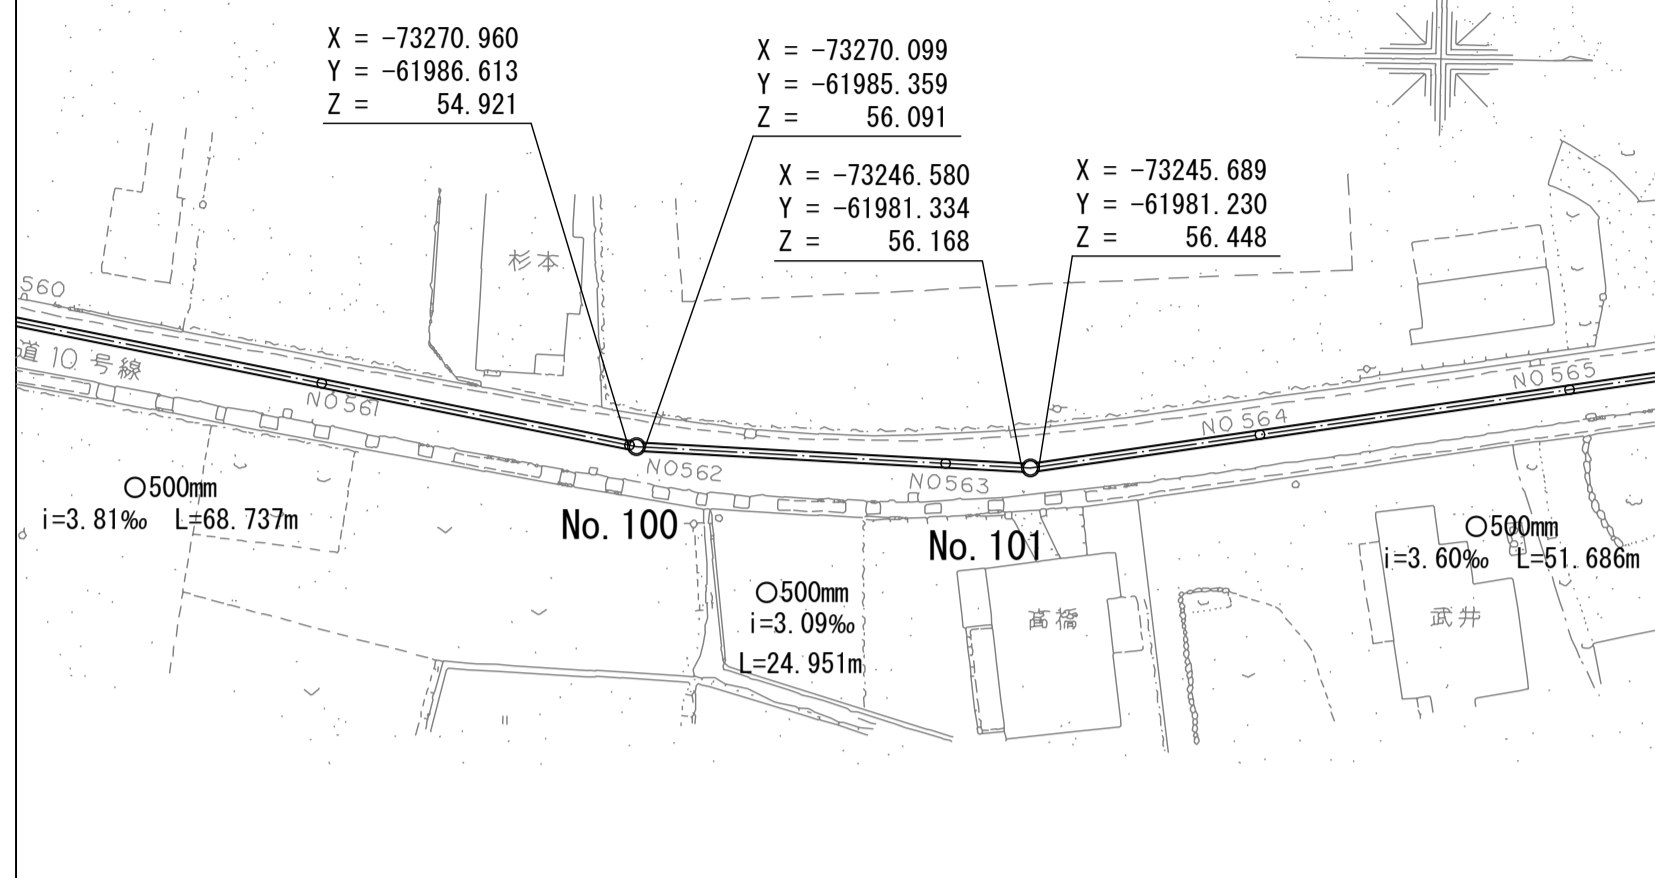 X = -73270.960
Y = -61986.613
Z = 54.921
X = -73270.099
Y = -61985.359
Z = 56.091
X = -73246.580
Y = -61981.334
Z = 56.168
X = -73245.689
Y = -61981.230
Z = 56.448
杉本
560
道10号線
NO561
NO562
NO563
NO564
NO565
○500mm
i=3.81‰ L=68.737m
No.100
No.101
○500mm
i=3.09‰
L=24.951m
○500mm
i=3.60‰ L=51.686m
高橋
武井